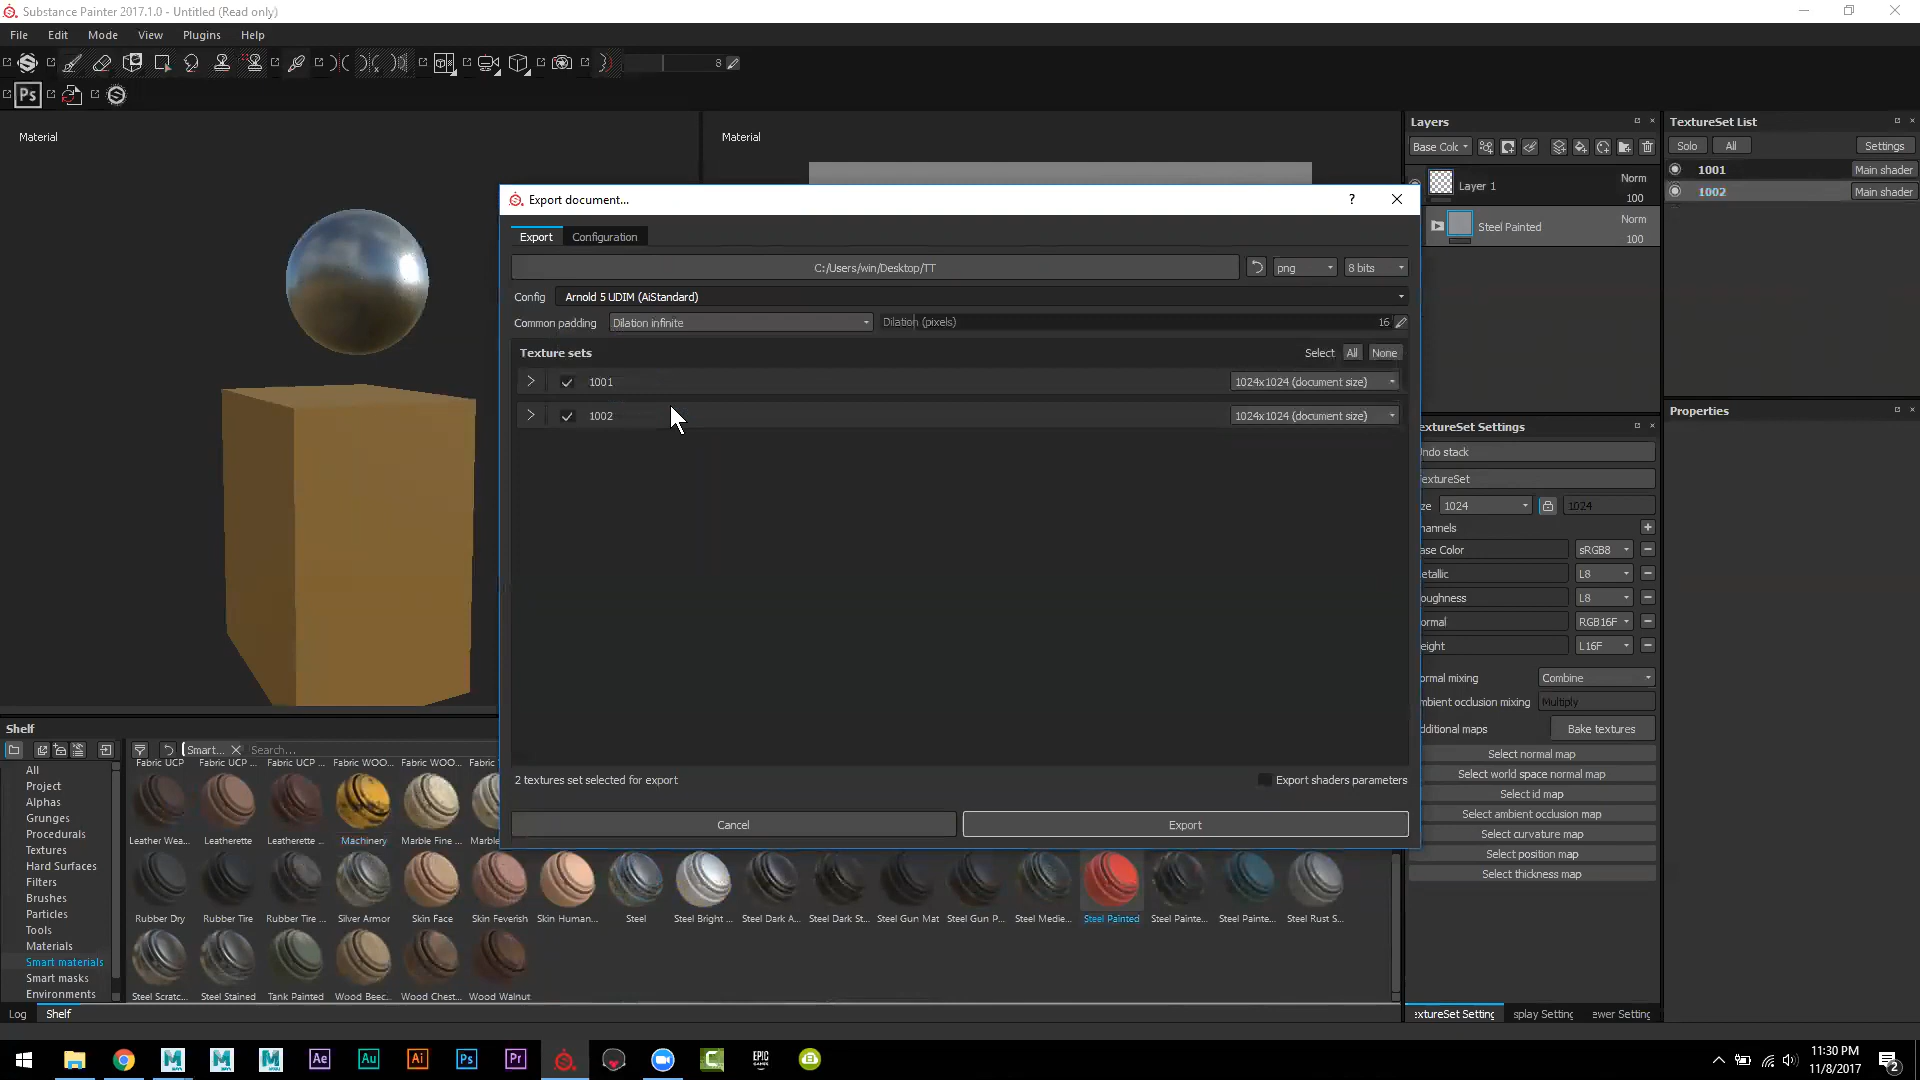 Substance Painter 2017.1.0 - Untitled (Read only)
File Edit Mode View Plugins Help
8
Ps
Material
Material
Layers
Base Colc
Layer 1
Norm
100
Steel Painted
Norm
100
TextureSet List
Solo All Settings
1001 Main shader
1002 Main shader
Export document...
?
Export Configuration
C:/Users/win/Desktop/TT
png
8 bits
Config Arnold 5 UDIM (AiStandard)
Common padding Dilation infinite Dilation (pixels) 16
Texture sets
Select All None
1001 1024x1024 (document size)
1002 1024x1024 (document size)
2 textures set selected for export
Export shaders parameters
Cancel Export
Properties
extureSet Settings
ndo stack
extureSet
ze 1024 1024
hannels
ase Color sRGB8
etallic L8
oughness L8
ormal RGB16F
eight L16F
ormal mixing Combine
mbient occlusion mixing Multiply
dditional maps Bake textures
Select normal map
Select world space normal map
Select id map
Select ambient occlusion map
Select curvature map
Select position map
Select thickness map
extureSet Setting splay Setting ewer Setting
Shelf
Smart... Search...
All
Project
Alphas
Grunges
Procedurals
Textures
Hard Surfaces
Filters
Brushes
Particles
Tools
Materials
Smart materials
Smart masks
Environments
Fabric UCP Fabric UCP ... Fabric UCP ... Fabric WOO... Fabric WOO... Fabric
Leather Wea... Leatherette Leatherette ... Machinery Marble Fine ... Marble
Rubber Dry Rubber Tire Rubber Tire ... Silver Armor Skin Face Skin Feverish Skin Human... Steel Steel Bright ... Steel Dark A... Steel Dark St... Steel Gun Mat Steel Gun P... Steel Medie... Steel Painted Steel Painte... Steel Painte... Steel Rust S...
Steel Scratc... Steel Stained Tank Painted Wood Beec... Wood Chest... Wood Walnut
Log Shelf
Ae Au Ai Ps Pr
EPIC
GAMES
11:30 PM
11/8/2017
2